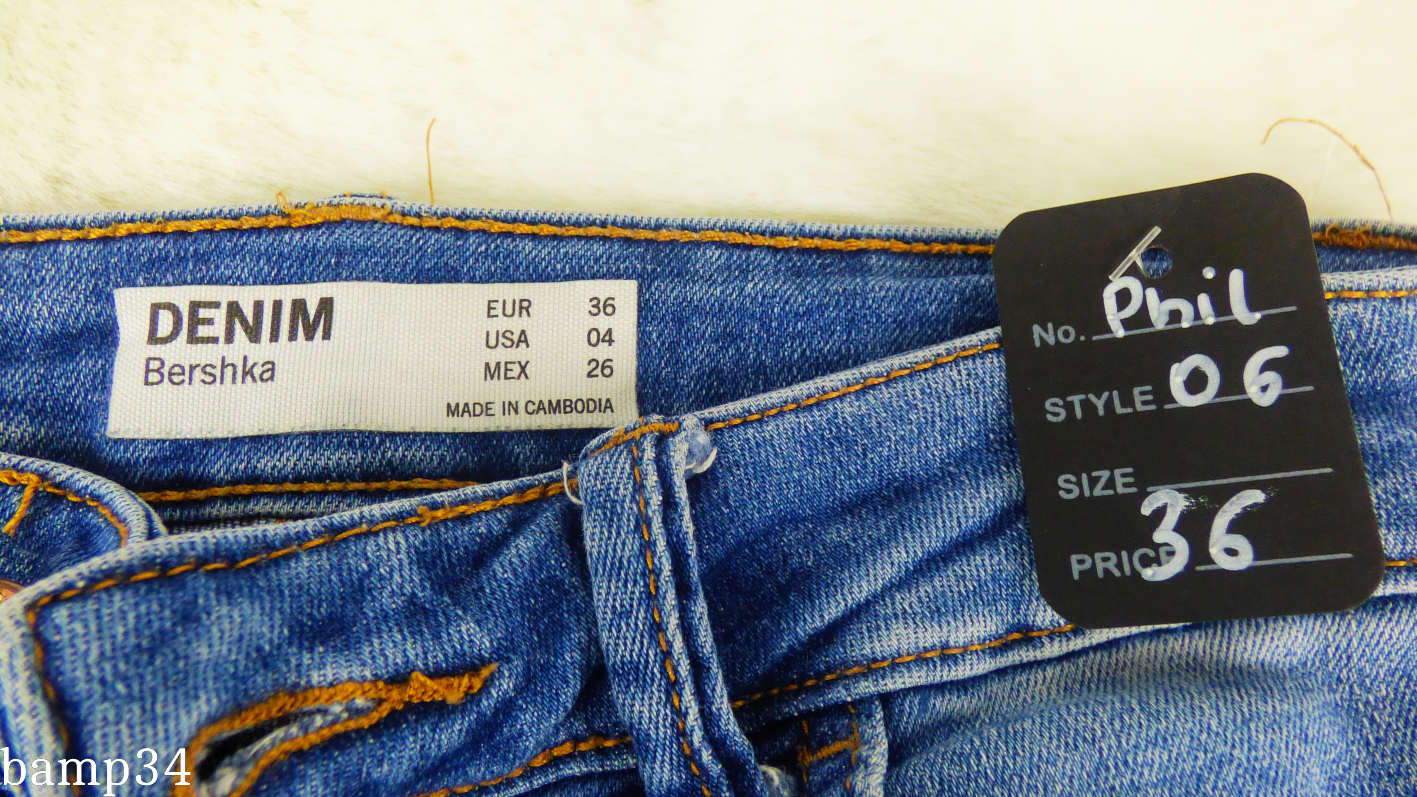 DENIM
Bershka
EUR 36
USA 04
MEX 26
MADE IN CAMBODIA
No. Phil
STYLE 06
SIZE
PRICE 36
bamp34